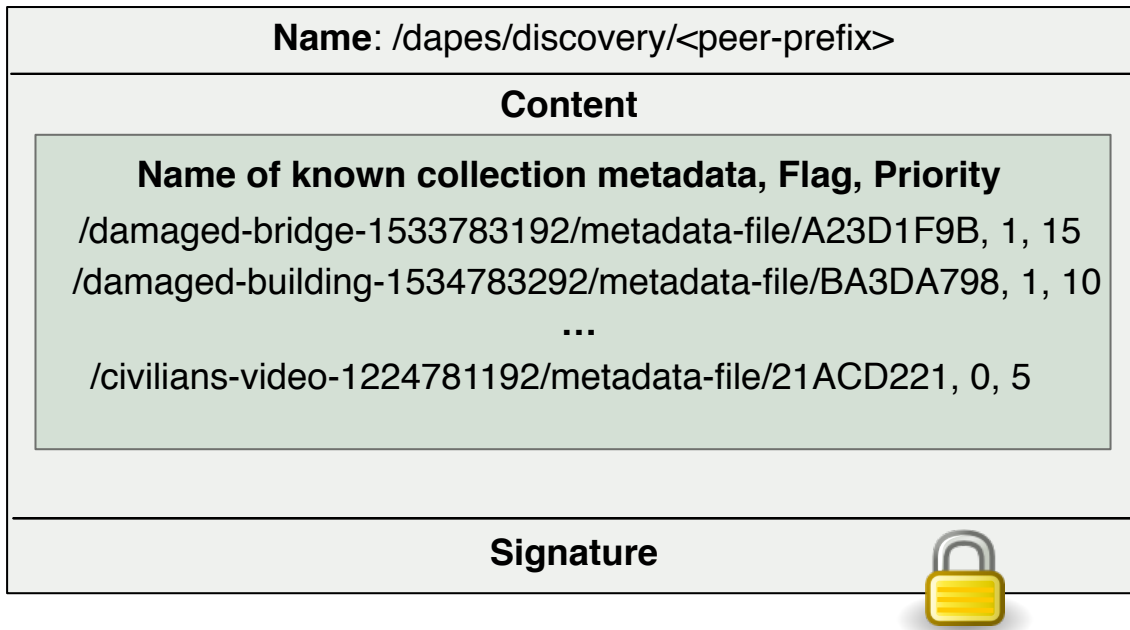 Name: /dapes/discovery/<peer-prefix>
Content
Name of known collection metadata, Flag, Priority
/damaged-bridge-1533783192/metadata-file/A23D1F9B, 1, 15
/damaged-building-1534783292/metadata-file/BA3DA798, 1, 10
...
/civilians-video-1224781192/metadata-file/21ACD221, 0, 5
Signature